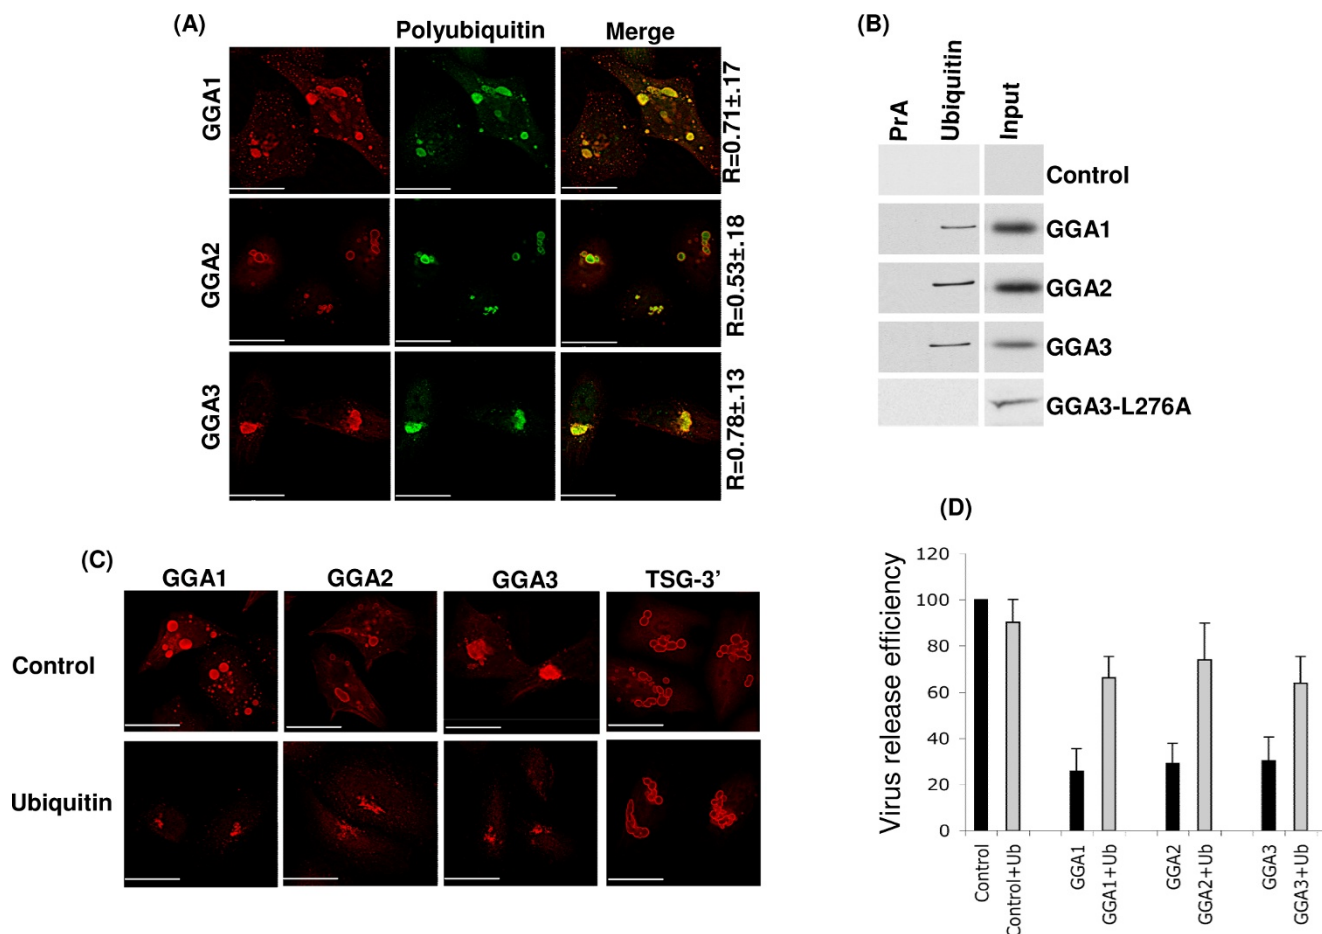 (A)
Polyubiquitin Merge
GGA1
R=0.71±.17
GGA2
R=0.53±.18
GGA3
R=0.78±.13
(B)
PrA Ubiquitin Input
Control
GGA1
GGA2
GGA3
GGA3-L276A
(C)
GGA1 GGA2 GGA3 TSG-3'
Control
Ubiquitin
(D)
Virus release efficiency
120
100
80
60
40
20
0
Control Control+Ub GGA1 GGA1+Ub GGA2 GGA2+Ub GGA3 GGA3+Ub